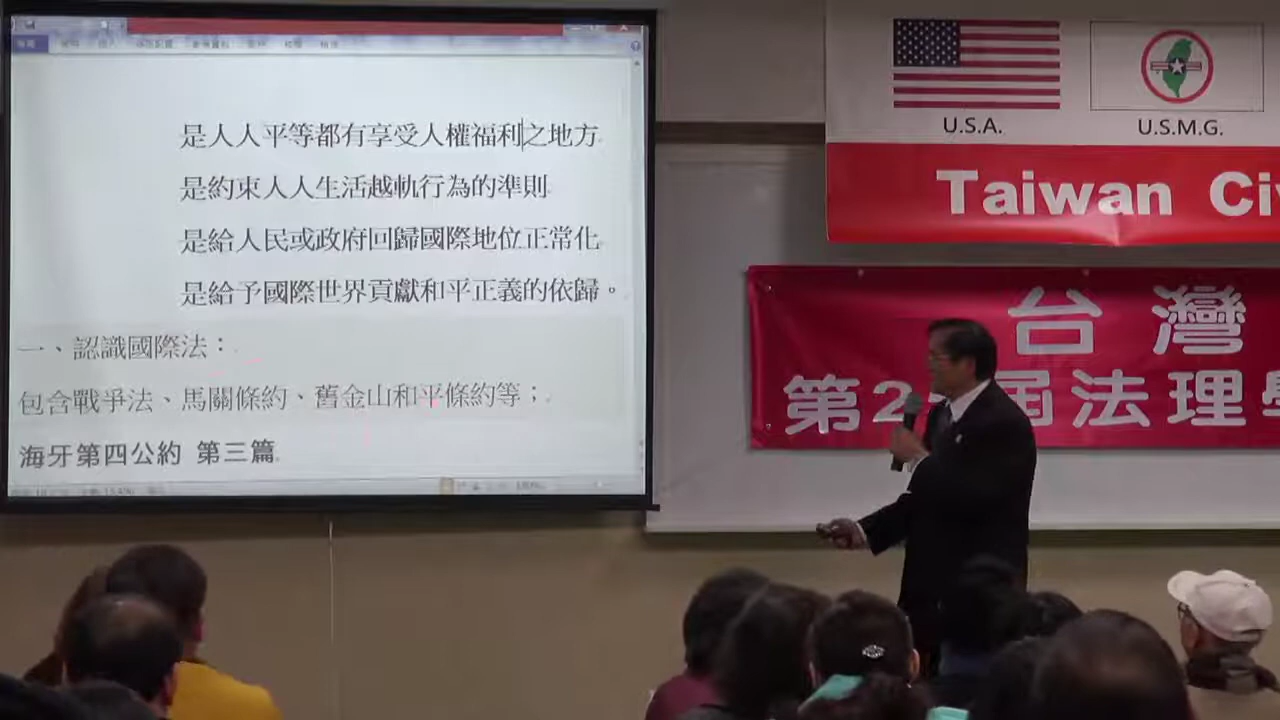 是人人平等都有享受人權福利之地方
是約束人人生活越軌行為的準則
是給人民或政府回歸國際地位正常化
是給予國際世界貢獻和平正義的依歸。
一、認識國際法：
包含戰爭法、馬關條約、舊金山和平條約等；
海牙第四公約 第三篇
U.S.A.
U.S.M.G.
Taiwan Ci
台灣
第2 屆法理